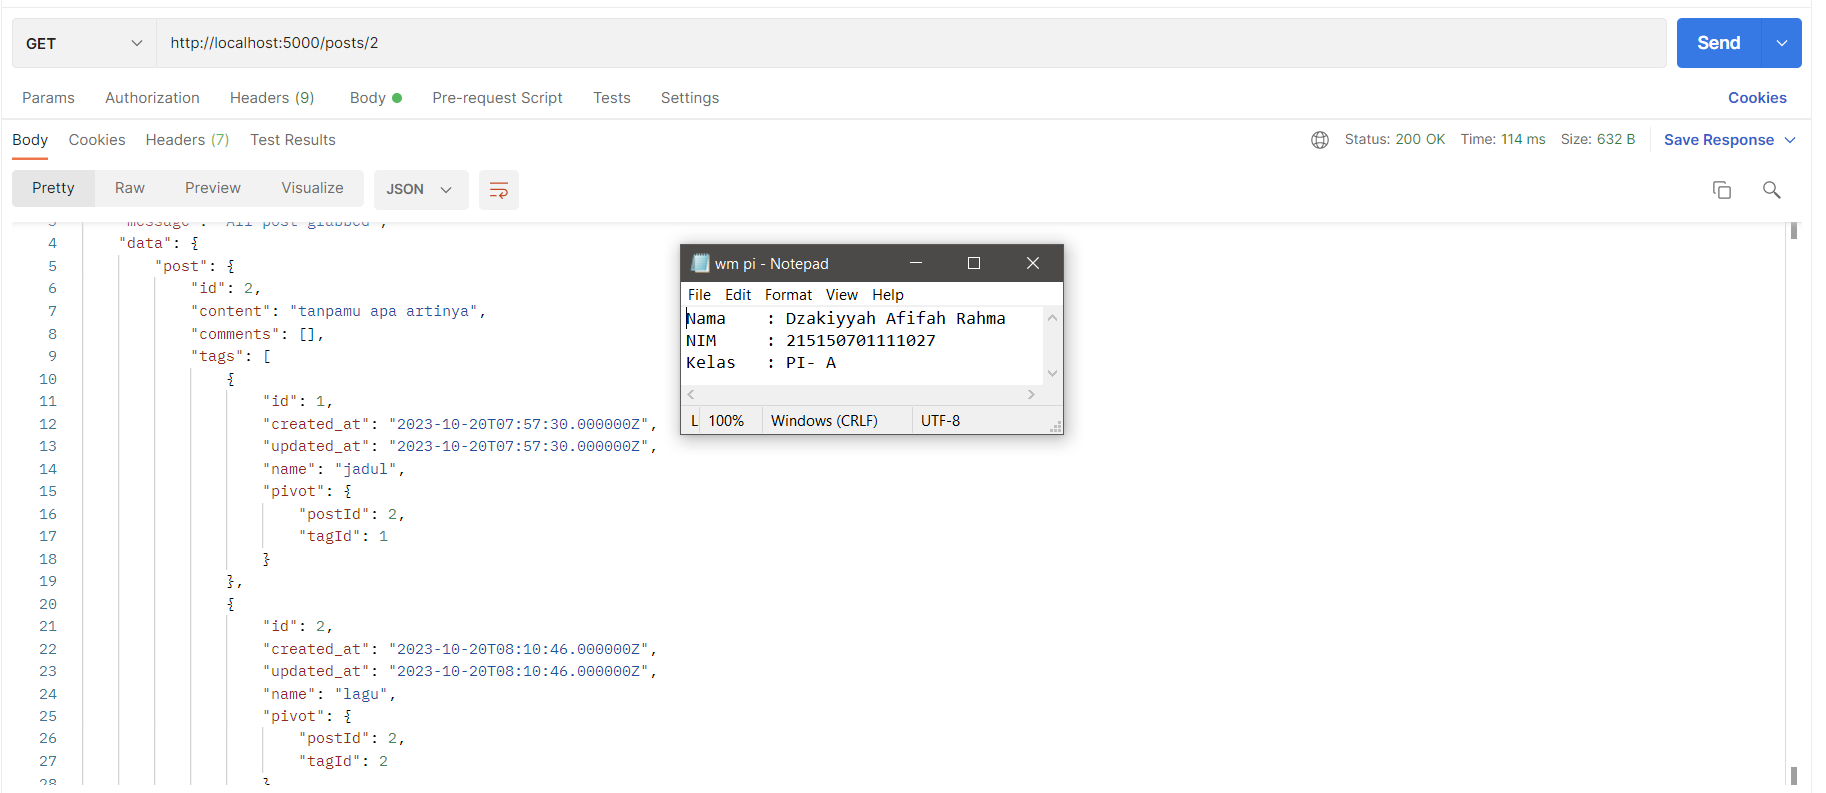 GET http://localhost:5000/posts/2 Send
Params Authorization Headers (9) Body Pre-request Script Tests Settings Cookies
Body Cookies Headers (7) Test Results Status: 200 OK Time: 114 ms Size: 632 B Save Response
Pretty Raw Preview Visualize JSON
3 "message": "All post grabbed",
4 "data": {
5 "post": {
6 "id": 2,
7 "content": "tanpamu apa artinya",
8 "comments": [],
9 "tags": [
10 {
11 "id": 1,
12 "created_at": "2023-10-20T07:57:30.000000Z",
13 "updated_at": "2023-10-20T07:57:30.000000Z",
14 "name": "jadul",
15 "pivot": {
16 "postId": 2,
17 "tagId": 1
18 }
19 },
20 {
21 "id": 2,
22 "created_at": "2023-10-20T08:10:46.000000Z",
23 "updated_at": "2023-10-20T08:10:46.000000Z",
24 "name": "lagu",
25 "pivot": {
26 "postId": 2,
27 "tagId": 2
28 }
wm pi - Notepad
File Edit Format View Help
Nama : Dzakiyyah Afifah Rahma
NIM : 215150701111027
Kelas : PI- A
L 100% Windows (CRLF) UTF-8